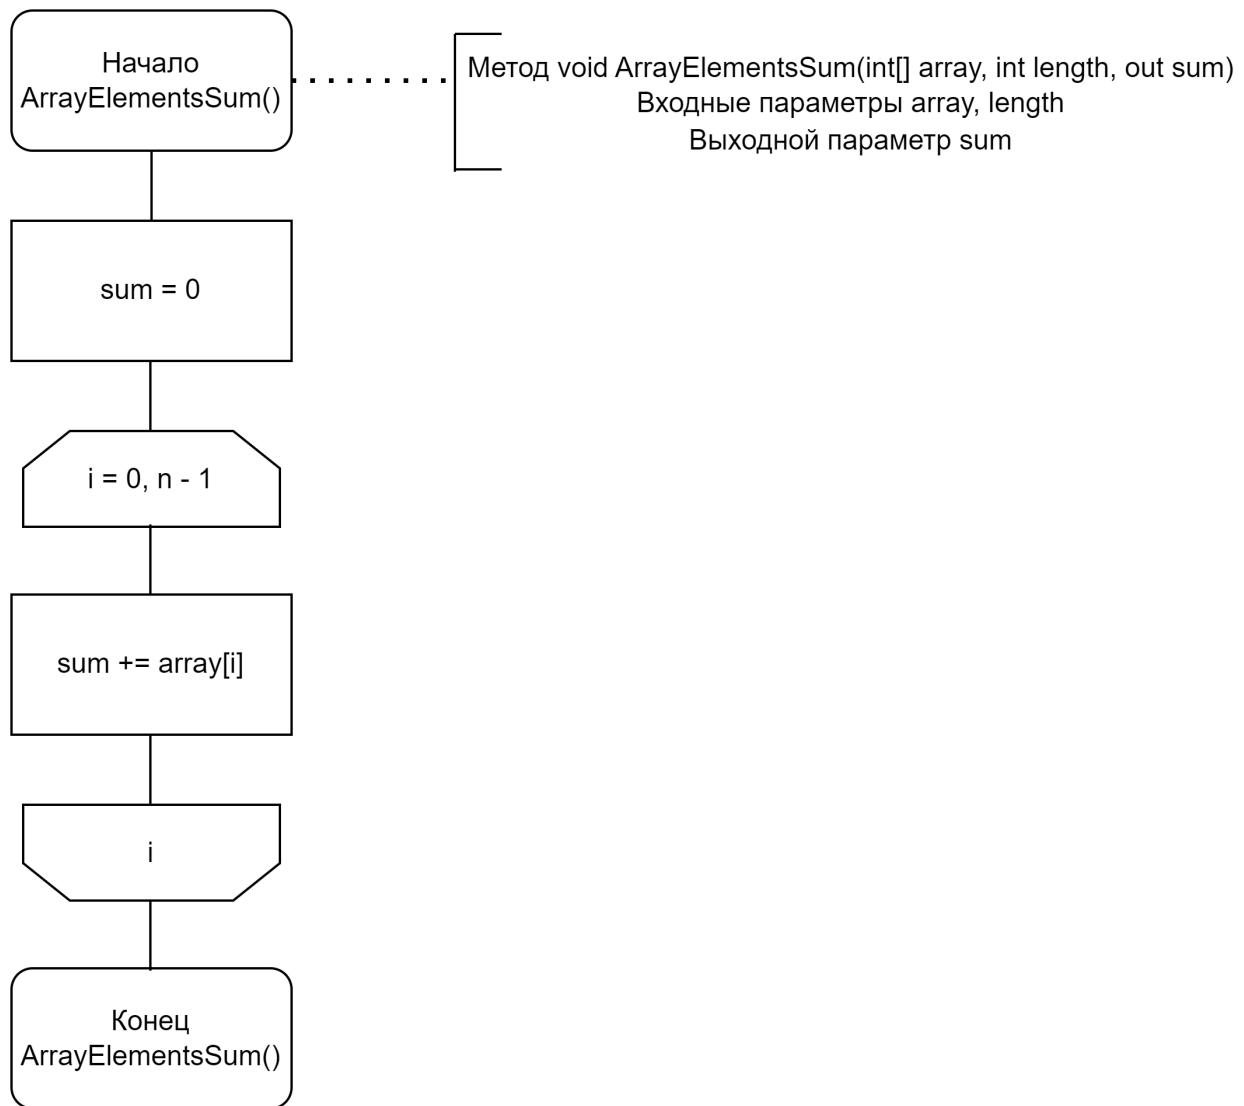 Начало
ArrayElementsSum()
Метод void ArrayElementsSum(int[] array, int length, out sum)
Входные параметры array, length
Выходной параметр sum
sum = 0
i = 0, n - 1
sum += array[i]
i
Конец
ArrayElementsSum()